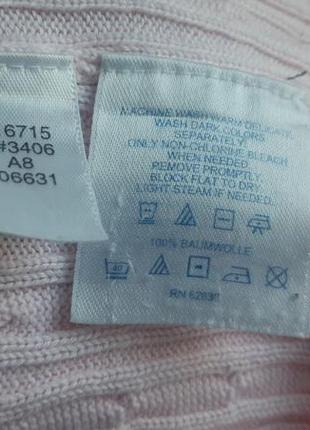 6715
#3406
A8
06631
MACHINE WASH WARM DELICATE.
WASH DARK COLORS
SEPARATELY.
ONLY NON-CHLORINE BLEACH
WHEN NEEDED.
REMOVE PROMPTLY.
BLOCK FLAT TO DRY.
LIGHT STEAM IF NEEDED.
100% BAUMWOLLE
40